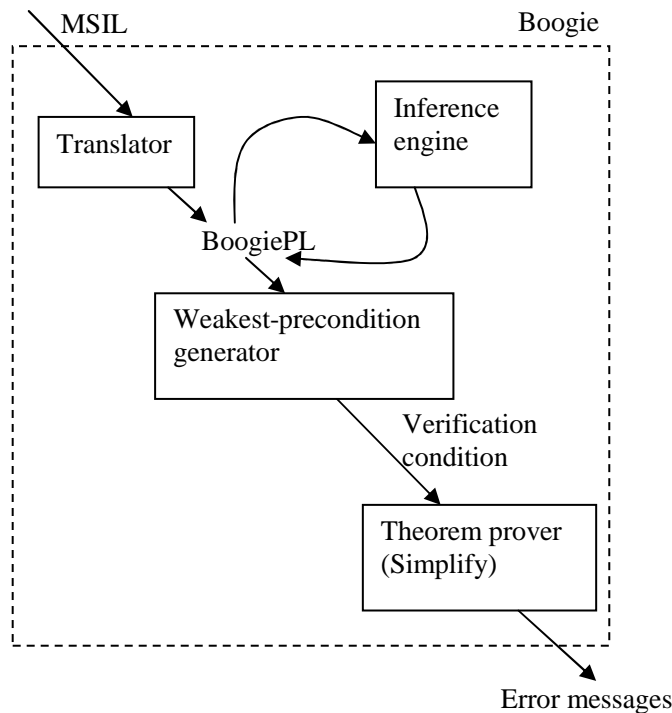 MSIL
Boogie
Translator
Inference
engine
BoogiePL
Weakest-precondition
generator
Verification
condition
Theorem prover
(Simplify)
Error messages